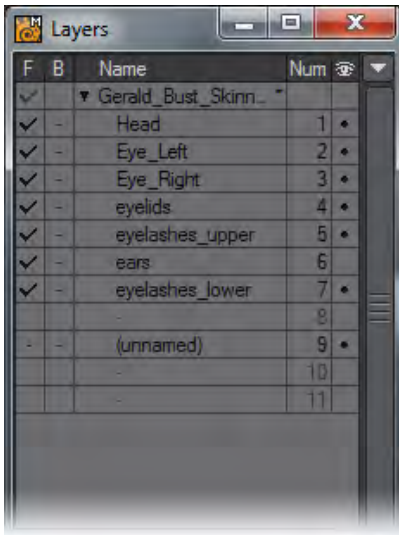 Layers
F B Name Num
✓ ▼ Gerald_Bust_Skinn...
✓ - Head 1 •
✓ - Eye_Left 2 •
✓ - Eye_Right 3 •
✓ - eyelids 4 •
✓ - eyelashes_upper 5 •
✓ - ears 6
✓ - eyelashes_lower 7 •
- 8
- - (unnamed) 9 •
- 10
- 11